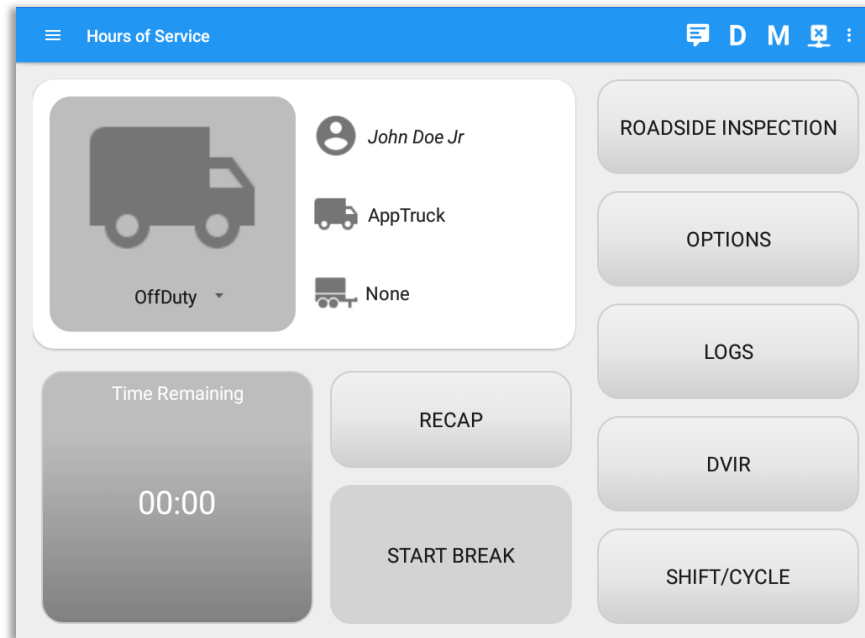 Hours of Service
D M
John Doe Jr
AppTruck
None
OffDuty
Time Remaining
00:00
RECAP
START BREAK
ROADSIDE INSPECTION
OPTIONS
LOGS
DVIR
SHIFT/CYCLE